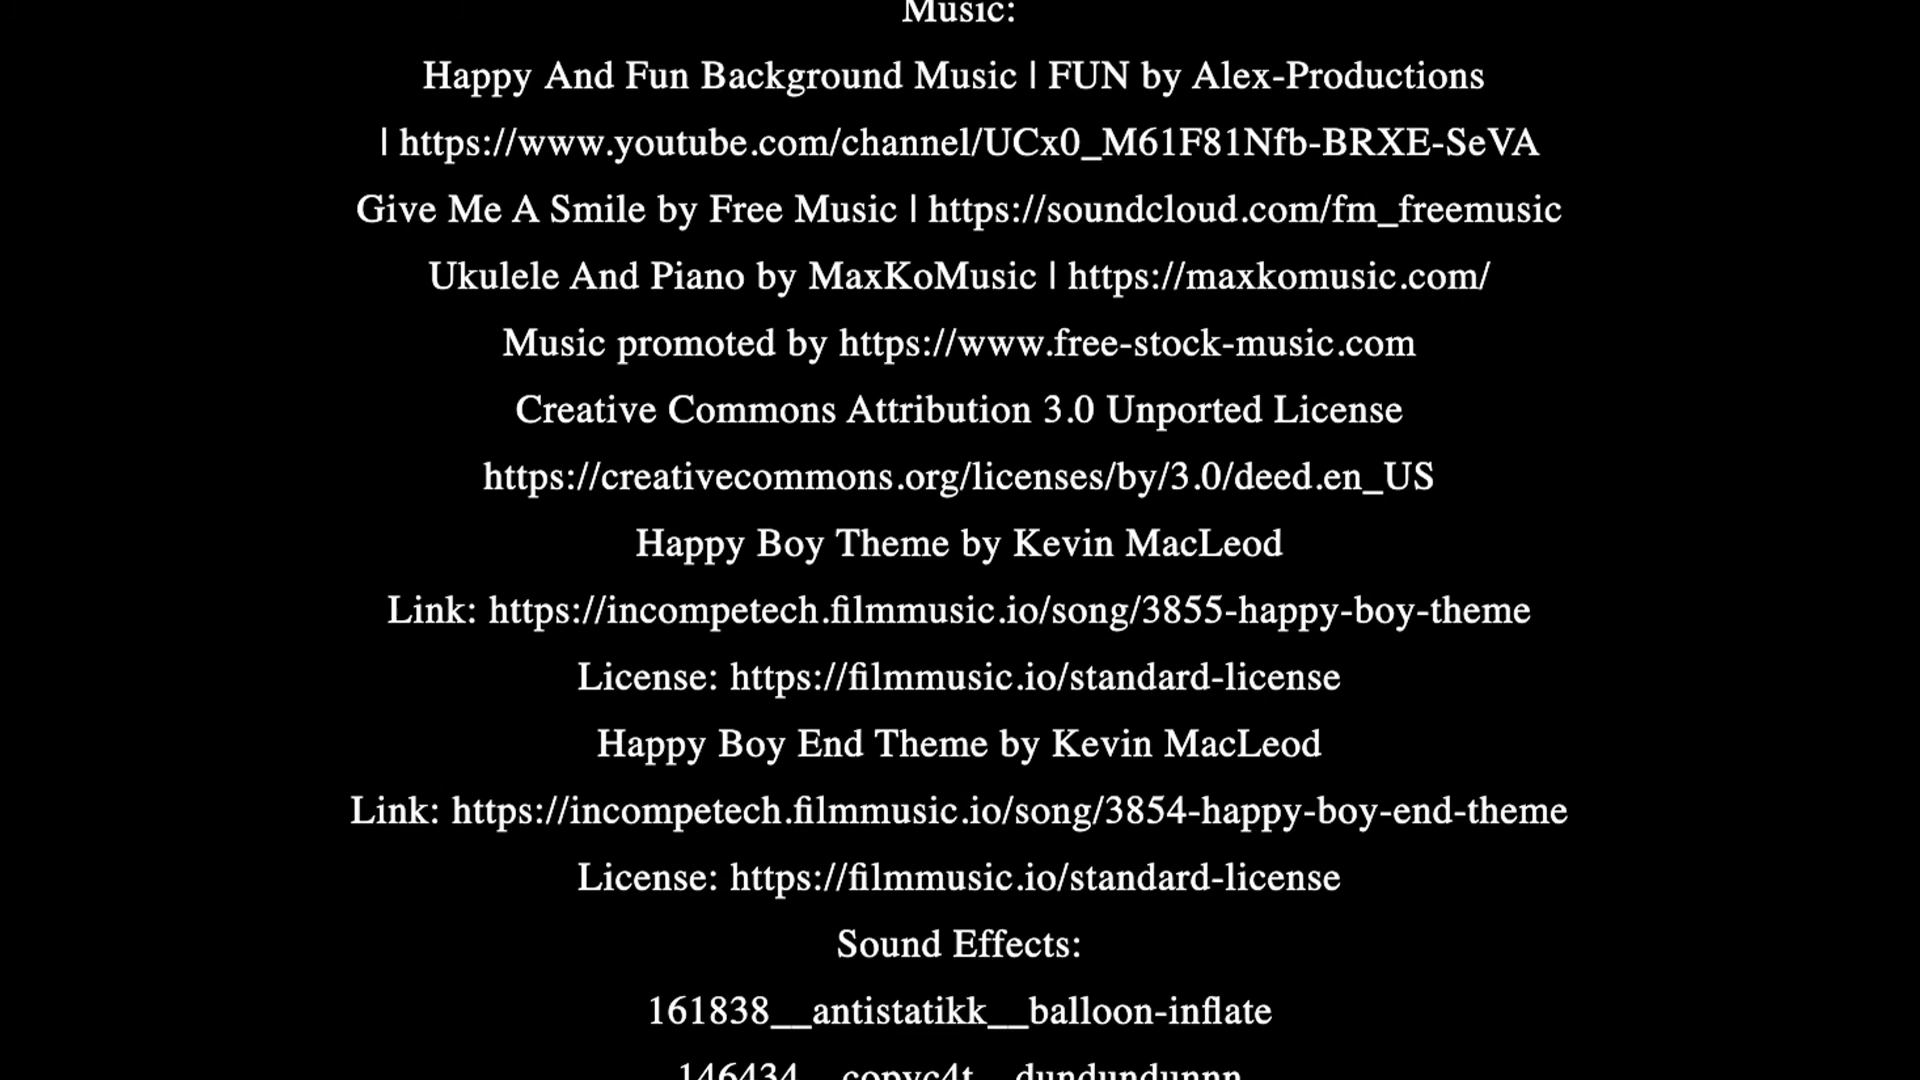 Music:
Happy And Fun Background Music | FUN by Alex-Productions
| https://www.youtube.com/channel/UCx0_M61F81Nfb-BRXE-SeVA
Give Me A Smile by Free Music | https://soundcloud.com/fm_freemusic
Ukulele And Piano by MaxKoMusic | https://maxkomusic.com/
Music promoted by https://www.free-stock-music.com
Creative Commons Attribution 3.0 Unported License
https://creativecommons.org/licenses/by/3.0/deed.en_US
Happy Boy Theme by Kevin MacLeod
Link: https://incompetech.filmmusic.io/song/3855-happy-boy-theme
License: https://filmmusic.io/standard-license
Happy Boy End Theme by Kevin MacLeod
Link: https://incompetech.filmmusic.io/song/3854-happy-boy-end-theme
License: https://filmmusic.io/standard-license
Sound Effects:
161838__antistatikk__balloon-inflate
146434__copyc4t__dundundunnn